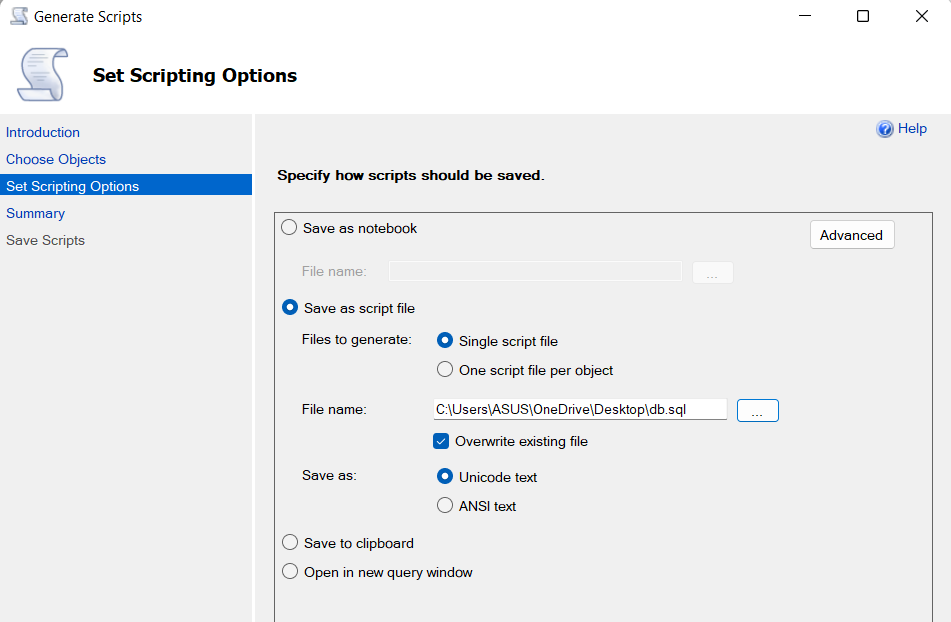 Generate Scripts
Set Scripting Options
Introduction
Choose Objects
Set Scripting Options
Summary
Save Scripts
Help
Specify how scripts should be saved.
Save as notebook
Advanced
File name:
...
Save as script file
Files to generate:
Single script file
One script file per object
File name:
C:\Users\ASUS\OneDrive\Desktop\db.sql
...
Overwrite existing file
Save as:
Unicode text
ANSI text
Save to clipboard
Open in new query window